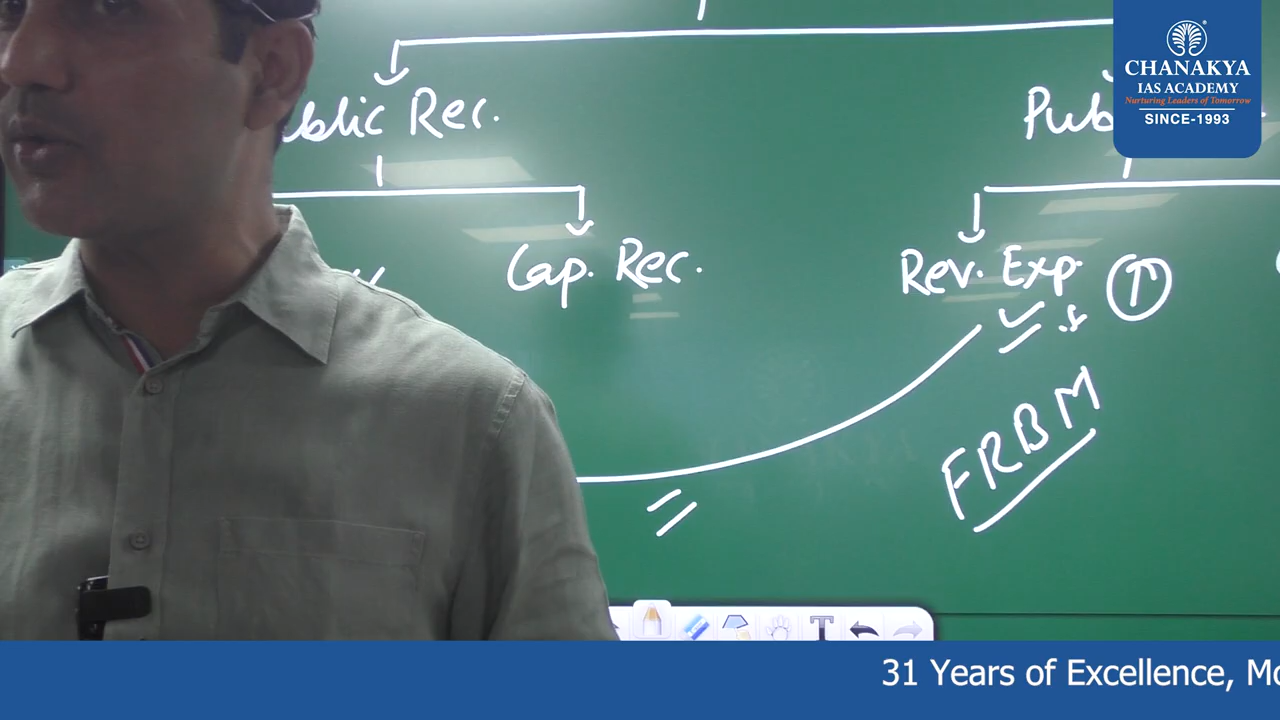 CHANAKYA
IAS ACADEMY
Nurturing Leaders of Tomorrow
SINCE-1993
ublic Rec.
Pub
Cap. Rec.
Rev. Exp.
FRBM
T
31 Years of Excellence, Mo